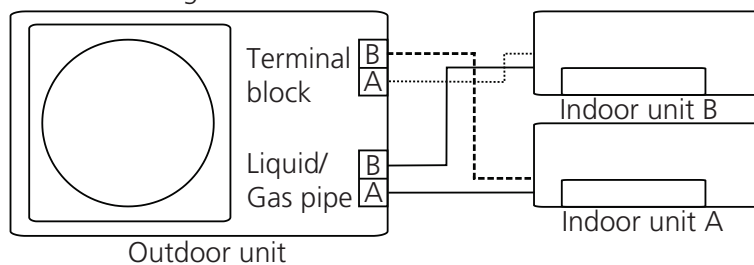 Terminal
block
B
A
Liquid/
Gas pipe
B
A
Outdoor unit
Indoor unit B
Indoor unit A